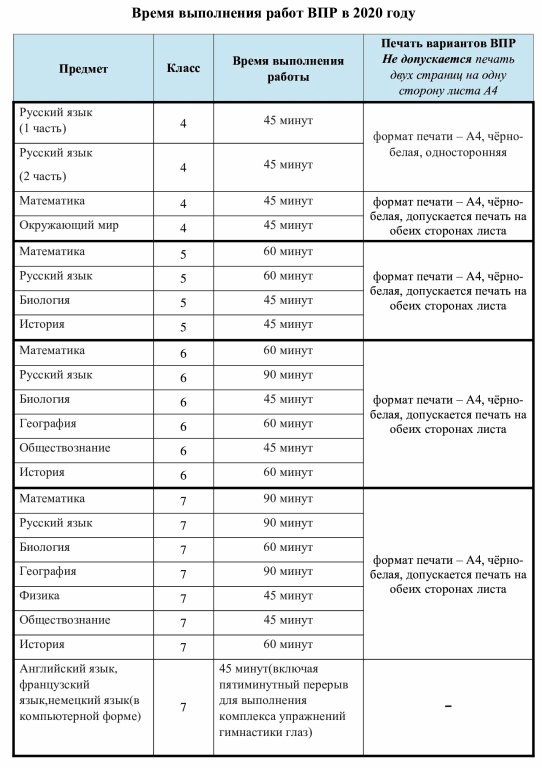 Время выполнения работ ВПР в 2020 году
Предмет
Класс
Время выполнения
работы
Печать вариантов ВПР
Не допускается печать
двух страниц на одну
сторону листа А4
Русский язык
(1 часть)
4
45 минут
Русский язык
(2 часть)
4
45 минут
формат печати – А4, чёрно-
белая, односторонняя
Математика
4
45 минут
Окружающий мир
4
45 минут
формат печати – А4, чёрно-
белая, допускается печать на
обеих сторонах листа
Математика
5
60 минут
Русский язык
5
60 минут
Биология
5
45 минут
История
5
45 минут
формат печати – А4, чёрно-
белая, допускается печать на
обеих сторонах листа
Математика
6
60 минут
Русский язык
6
90 минут
Биология
6
45 минут
География
6
60 минут
Обществознание
6
45 минут
История
6
60 минут
формат печати – А4, чёрно-
белая, допускается печать на
обеих сторонах листа
Математика
7
90 минут
Русский язык
7
90 минут
Биология
7
60 минут
География
7
90 минут
Физика
7
45 минут
Обществознание
7
45 минут
История
7
60 минут
формат печати – А4, чёрно-
белая, допускается печать на
обеих сторонах листа
Английский язык,
французский
язык,немецкий язык(в
компьютерной форме)
7
45 минут(включая
пятиминутный перерыв
для выполнения
комплекса упражнений
гимнастики глаз)
–